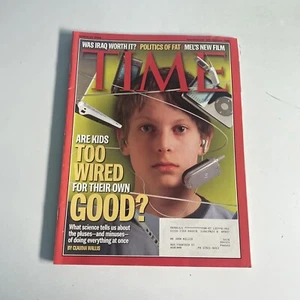 WAS IRAQ WORTH IT? POLITICS OF FAT MEL'S NEW FILM
TIME
ARE KIDS
TOO
WIRED
FOR THEIR OWN
GOOD?
What science tells us about
the pluses—and minuses—
of doing everything at once
BY CLAUDIA WALLIS